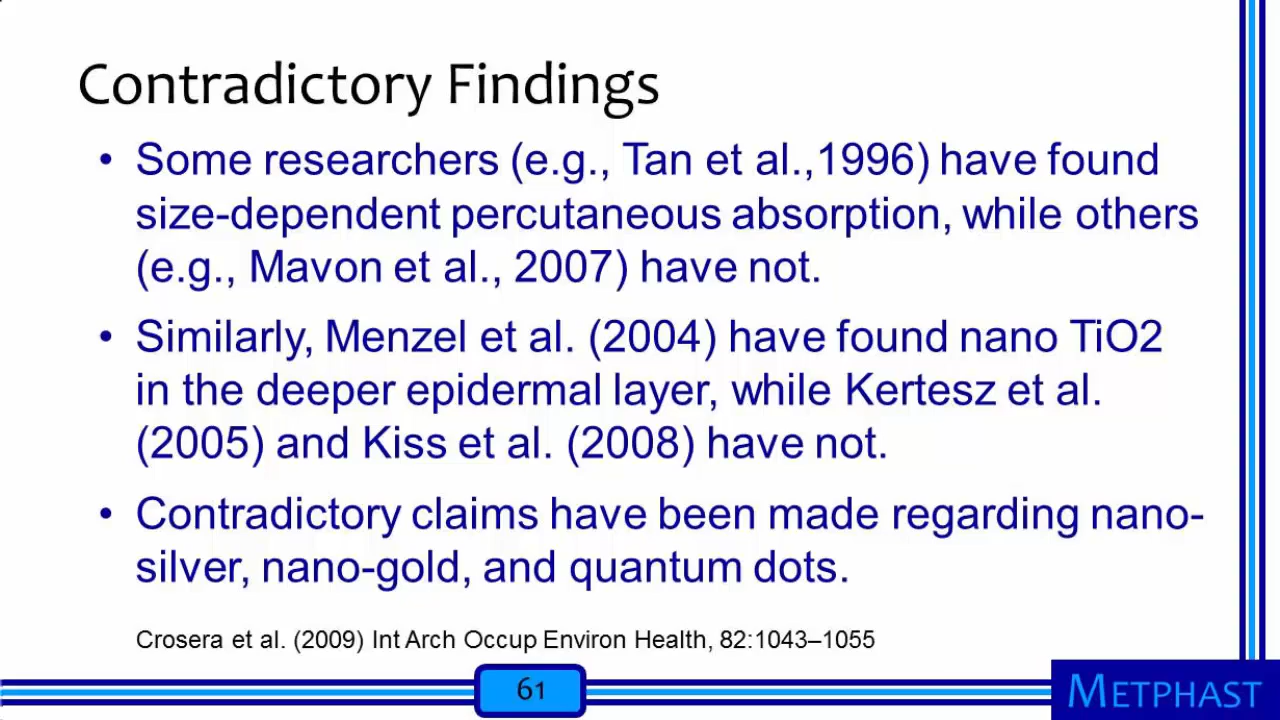 Contradictory Findings
• Some researchers (e.g., Tan et al.,1996) have found
size-dependent percutaneous absorption, while others
(e.g., Mavon et al., 2007) have not.
• Similarly, Menzel et al. (2004) have found nano TiO2
in the deeper epidermal layer, while Kertesz et al.
(2005) and Kiss et al. (2008) have not.
• Contradictory claims have been made regarding nano-
silver, nano-gold, and quantum dots.
Crosera et al. (2009) Int Arch Occup Environ Health, 82:1043–1055
61
METPHAST